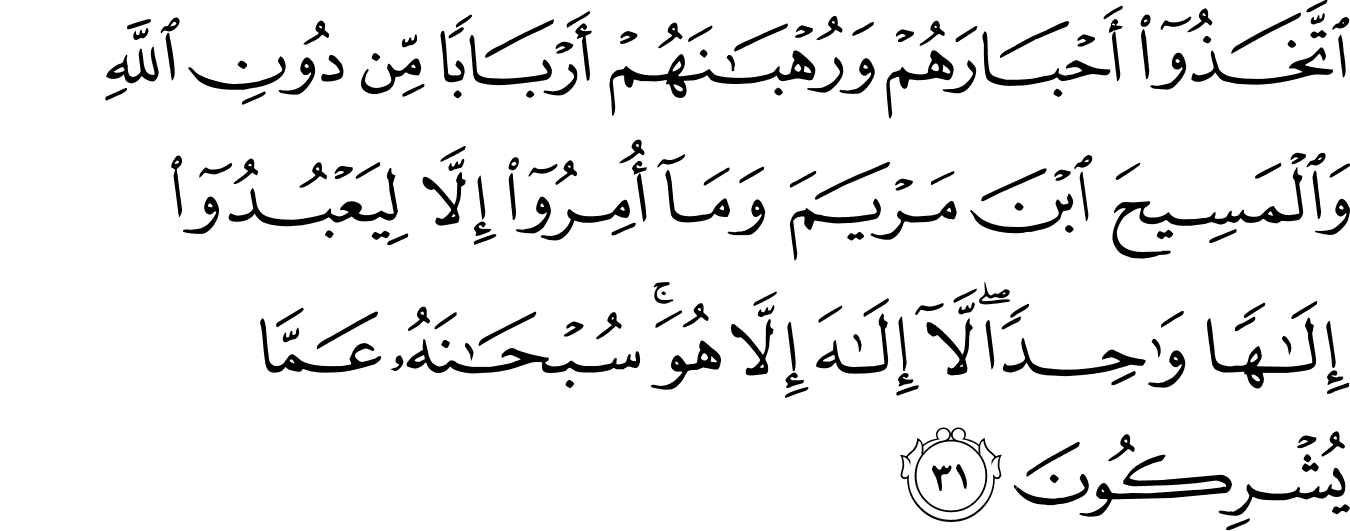 ٱتَّخَذُوٓا۟ أَحْبَارَهُمْ وَرُهْبَـٰنَهُمْ أَرْبَابًا مِّن دُونِ ٱللَّهِ
وَٱلْمَسِيحَ ٱبْنَ مَرْيَمَ وَمَآ أُمِرُوٓا۟ إِلَّا لِيَعْبُدُوٓا۟
إِلَـٰهًا وَٰحِدًا ۖ لَّآ إِلَـٰهَ إِلَّا هُوَ ۚ سُبْحَـٰنَهُۥ عَمَّا
يُشْرِكُونَ ٣١